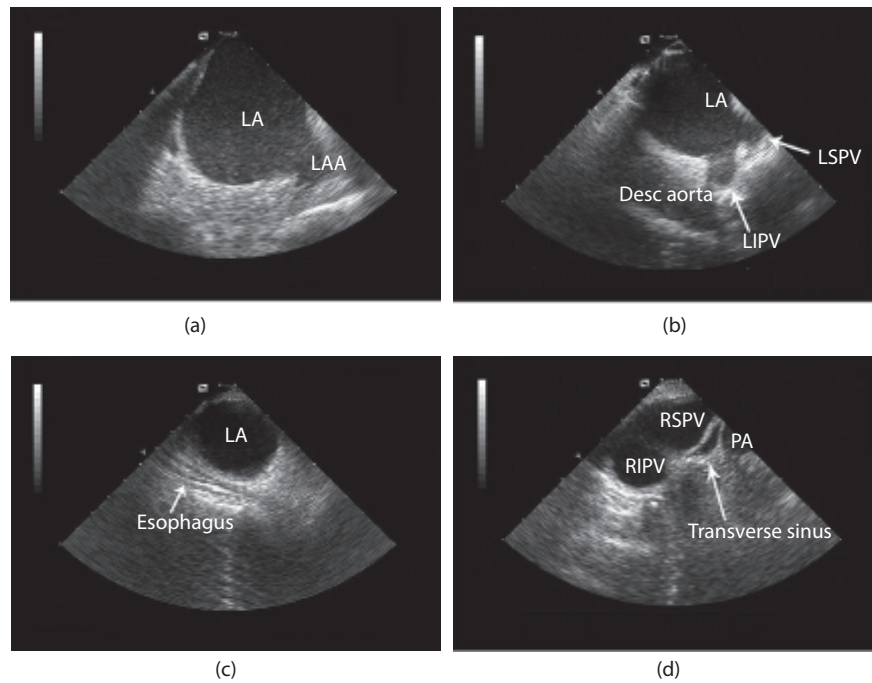 LA
LAA
(a)
LA
LSPV
Desc aorta
LIPV
(b)
LA
Esophagus
(c)
RSPV
PA
RIPV
Transverse sinus
(d)